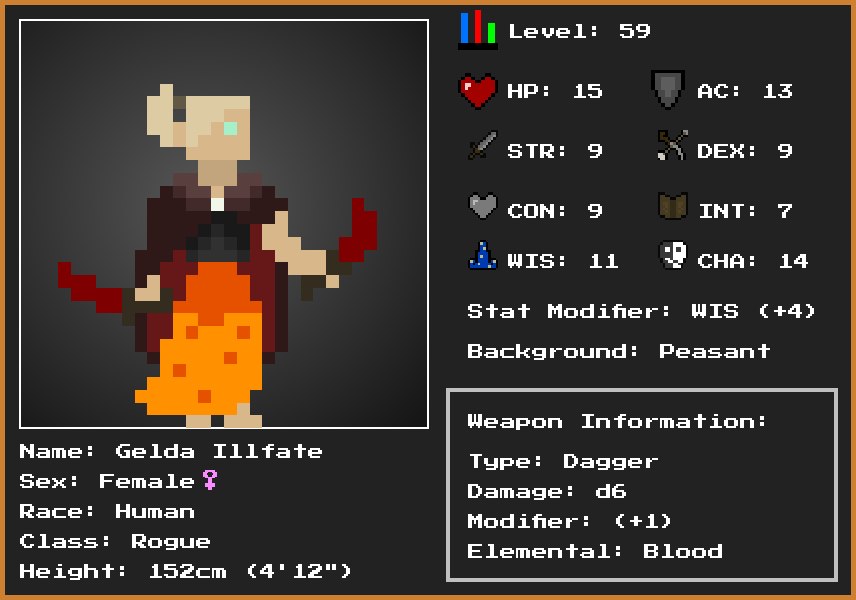 Level: 59
HP: 15
AC: 13
STR: 9
DEX: 9
CON: 9
INT: 7
WIS: 11
CHA: 14
Stat Modifier: WIS (+4)
Background: Peasant
Weapon Information:
Type: Dagger
Damage: d6
Modifier: (+1)
Elemental: Blood
Name: Gelda Illfate
Sex: Female♀
Race: Human
Class: Rogue
Height: 152cm (4'12")